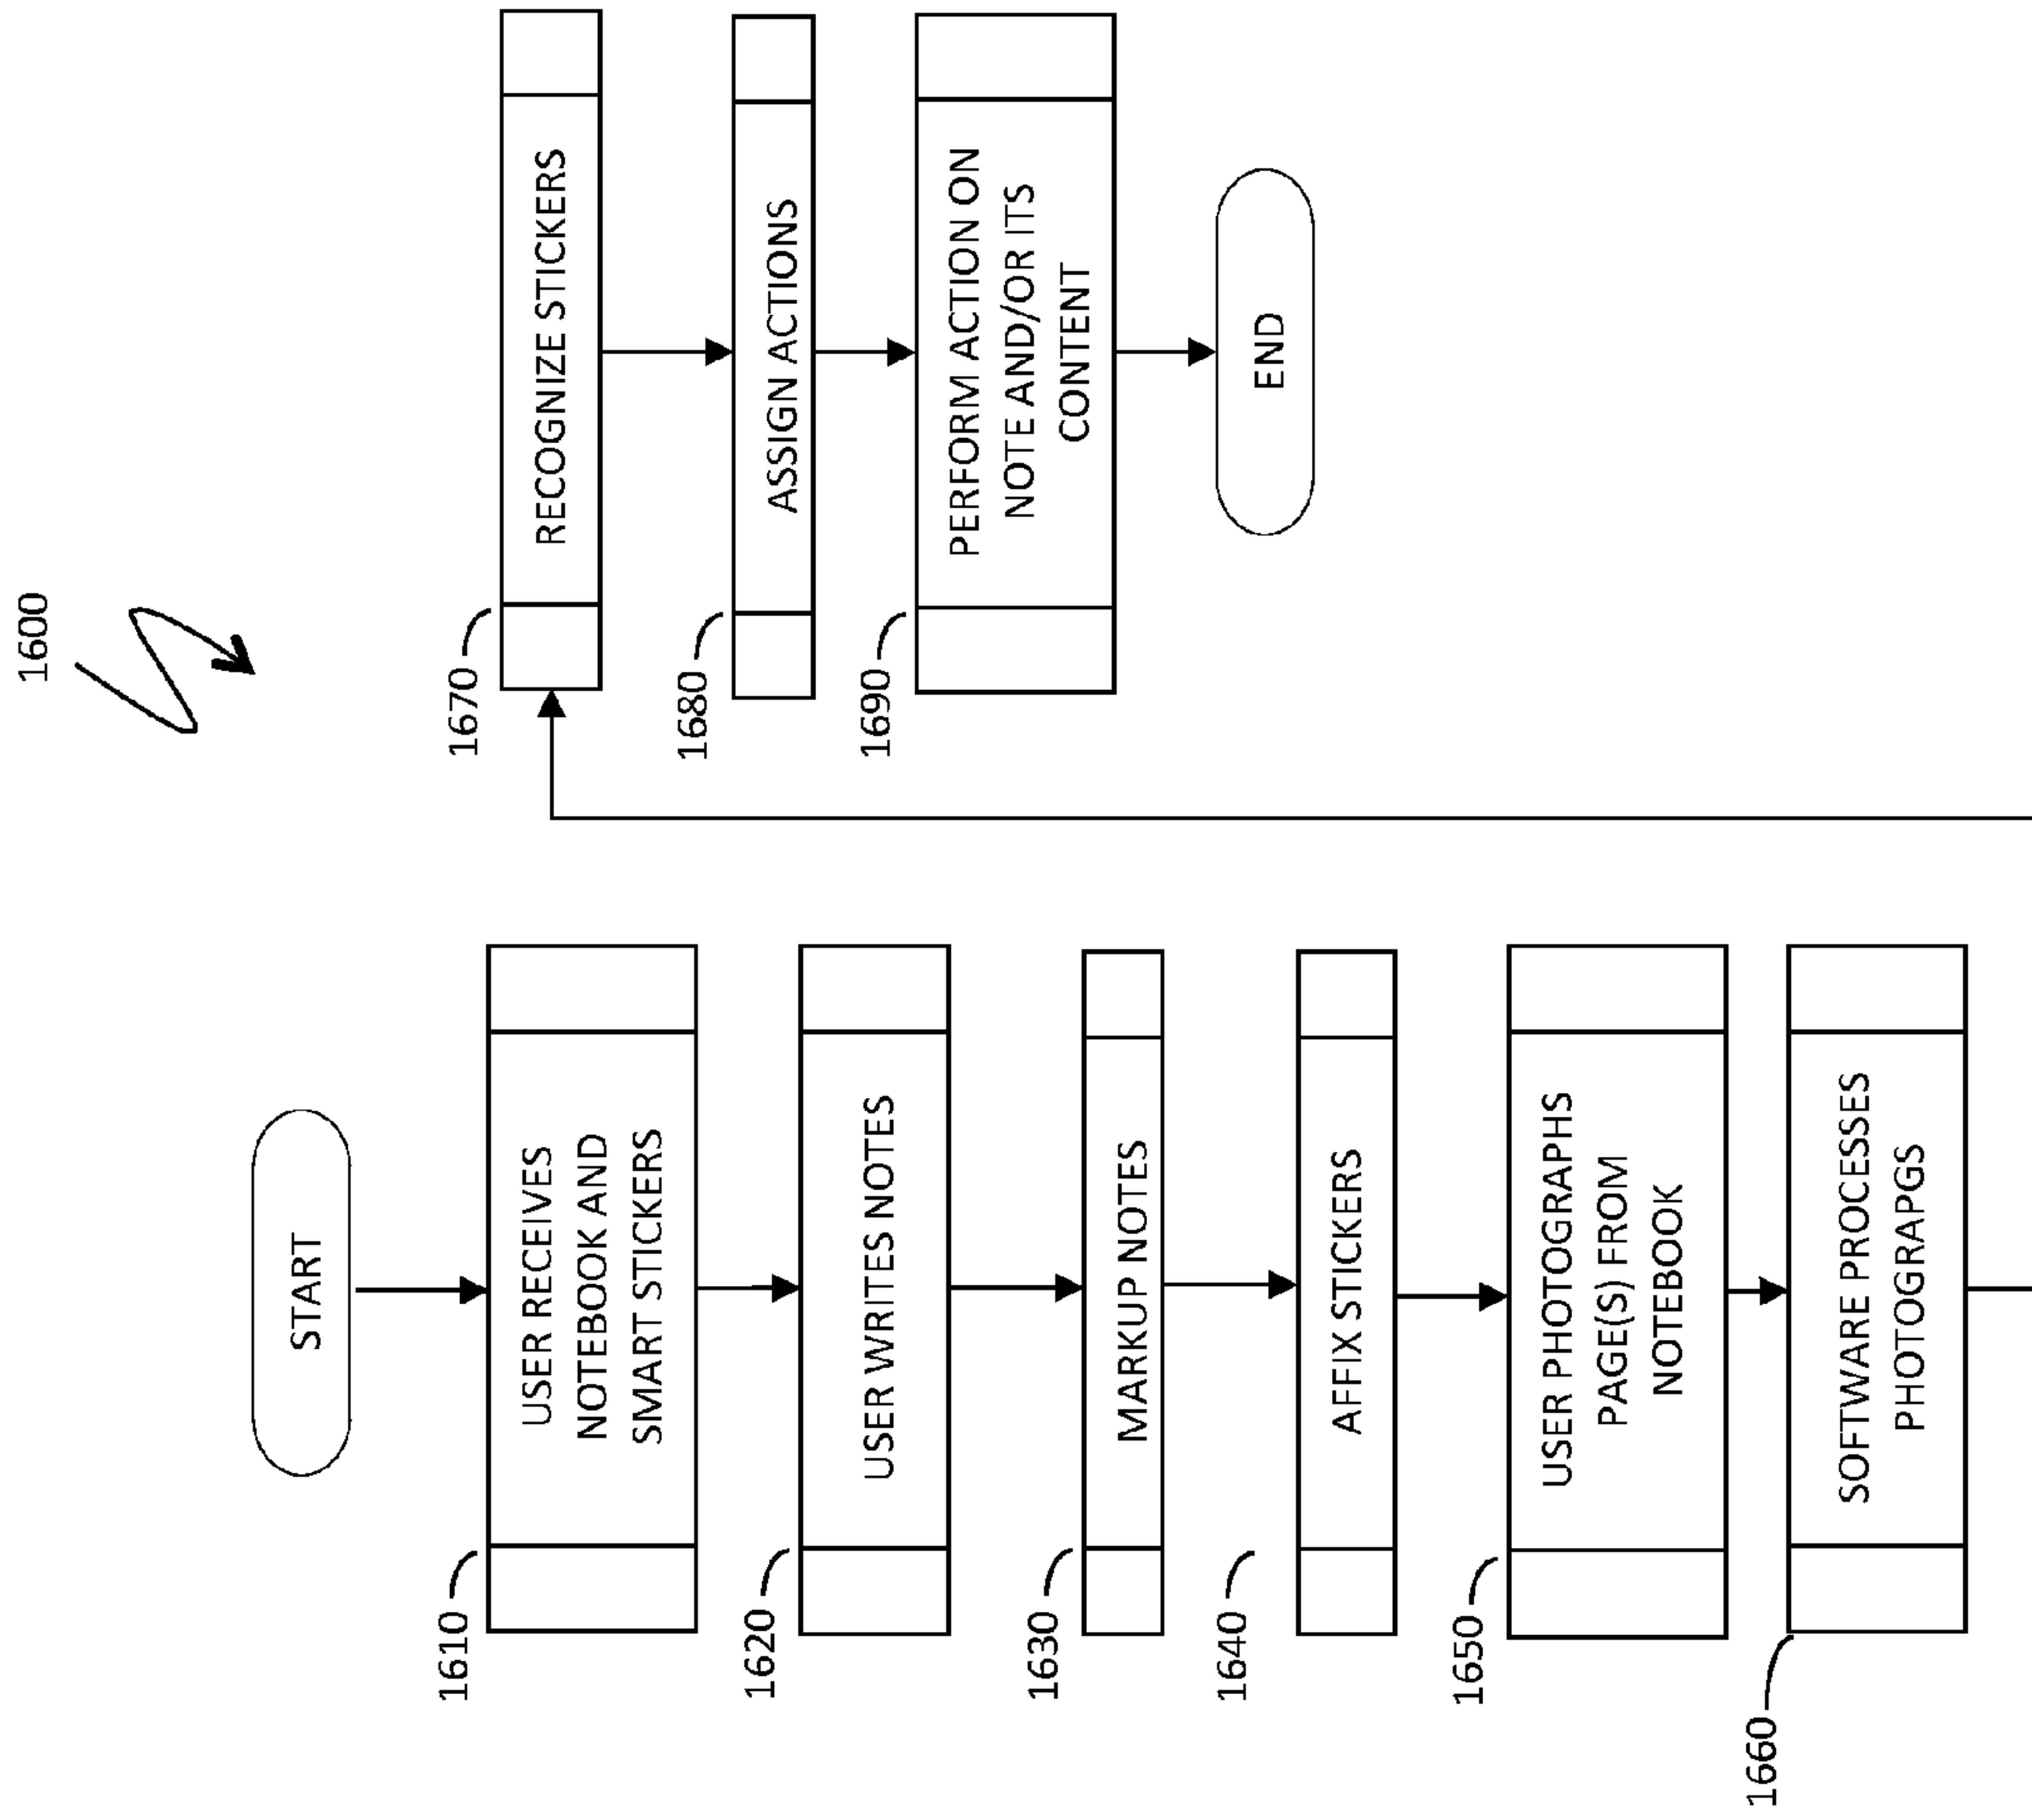 1600
START
1610
USER RECEIVES
NOTEBOOK AND
SMART STICKERS
1620
USER WRITES NOTES
1630
MARKUP NOTES
1640
AFFIX STICKERS
1650
USER PHOTOGRAPHS
PAGE(S) FROM
NOTEBOOK
1660
SOFTWARE PROCESSES
PHOTOGRAPGS
1670
RECOGNIZE STICKERS
1680
ASSIGN ACTIONS
1690
PERFORM ACTION ON
NOTE AND/OR ITS
CONTENT
END